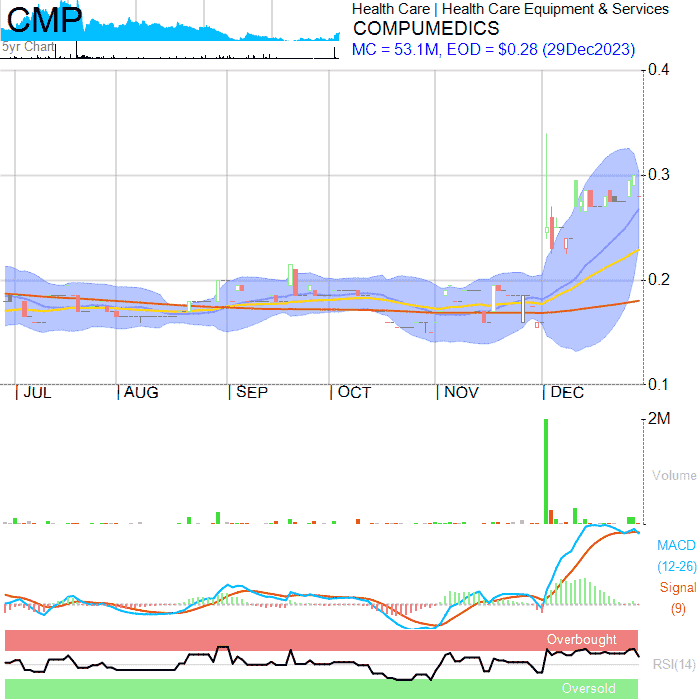 CMP
Health Care | Health Care Equipment & Services
COMPUMEDICS
5yr Chart
MC = 53.1M, EOD = $0.28 (29Dec2023)
0.4
0.3
0.2
0.1
| JUL | AUG | SEP | OCT | NOV | DEC
2M
Volume
MACD
(12-26)
Signal
(9)
Overbought
RSI(14)
Oversold